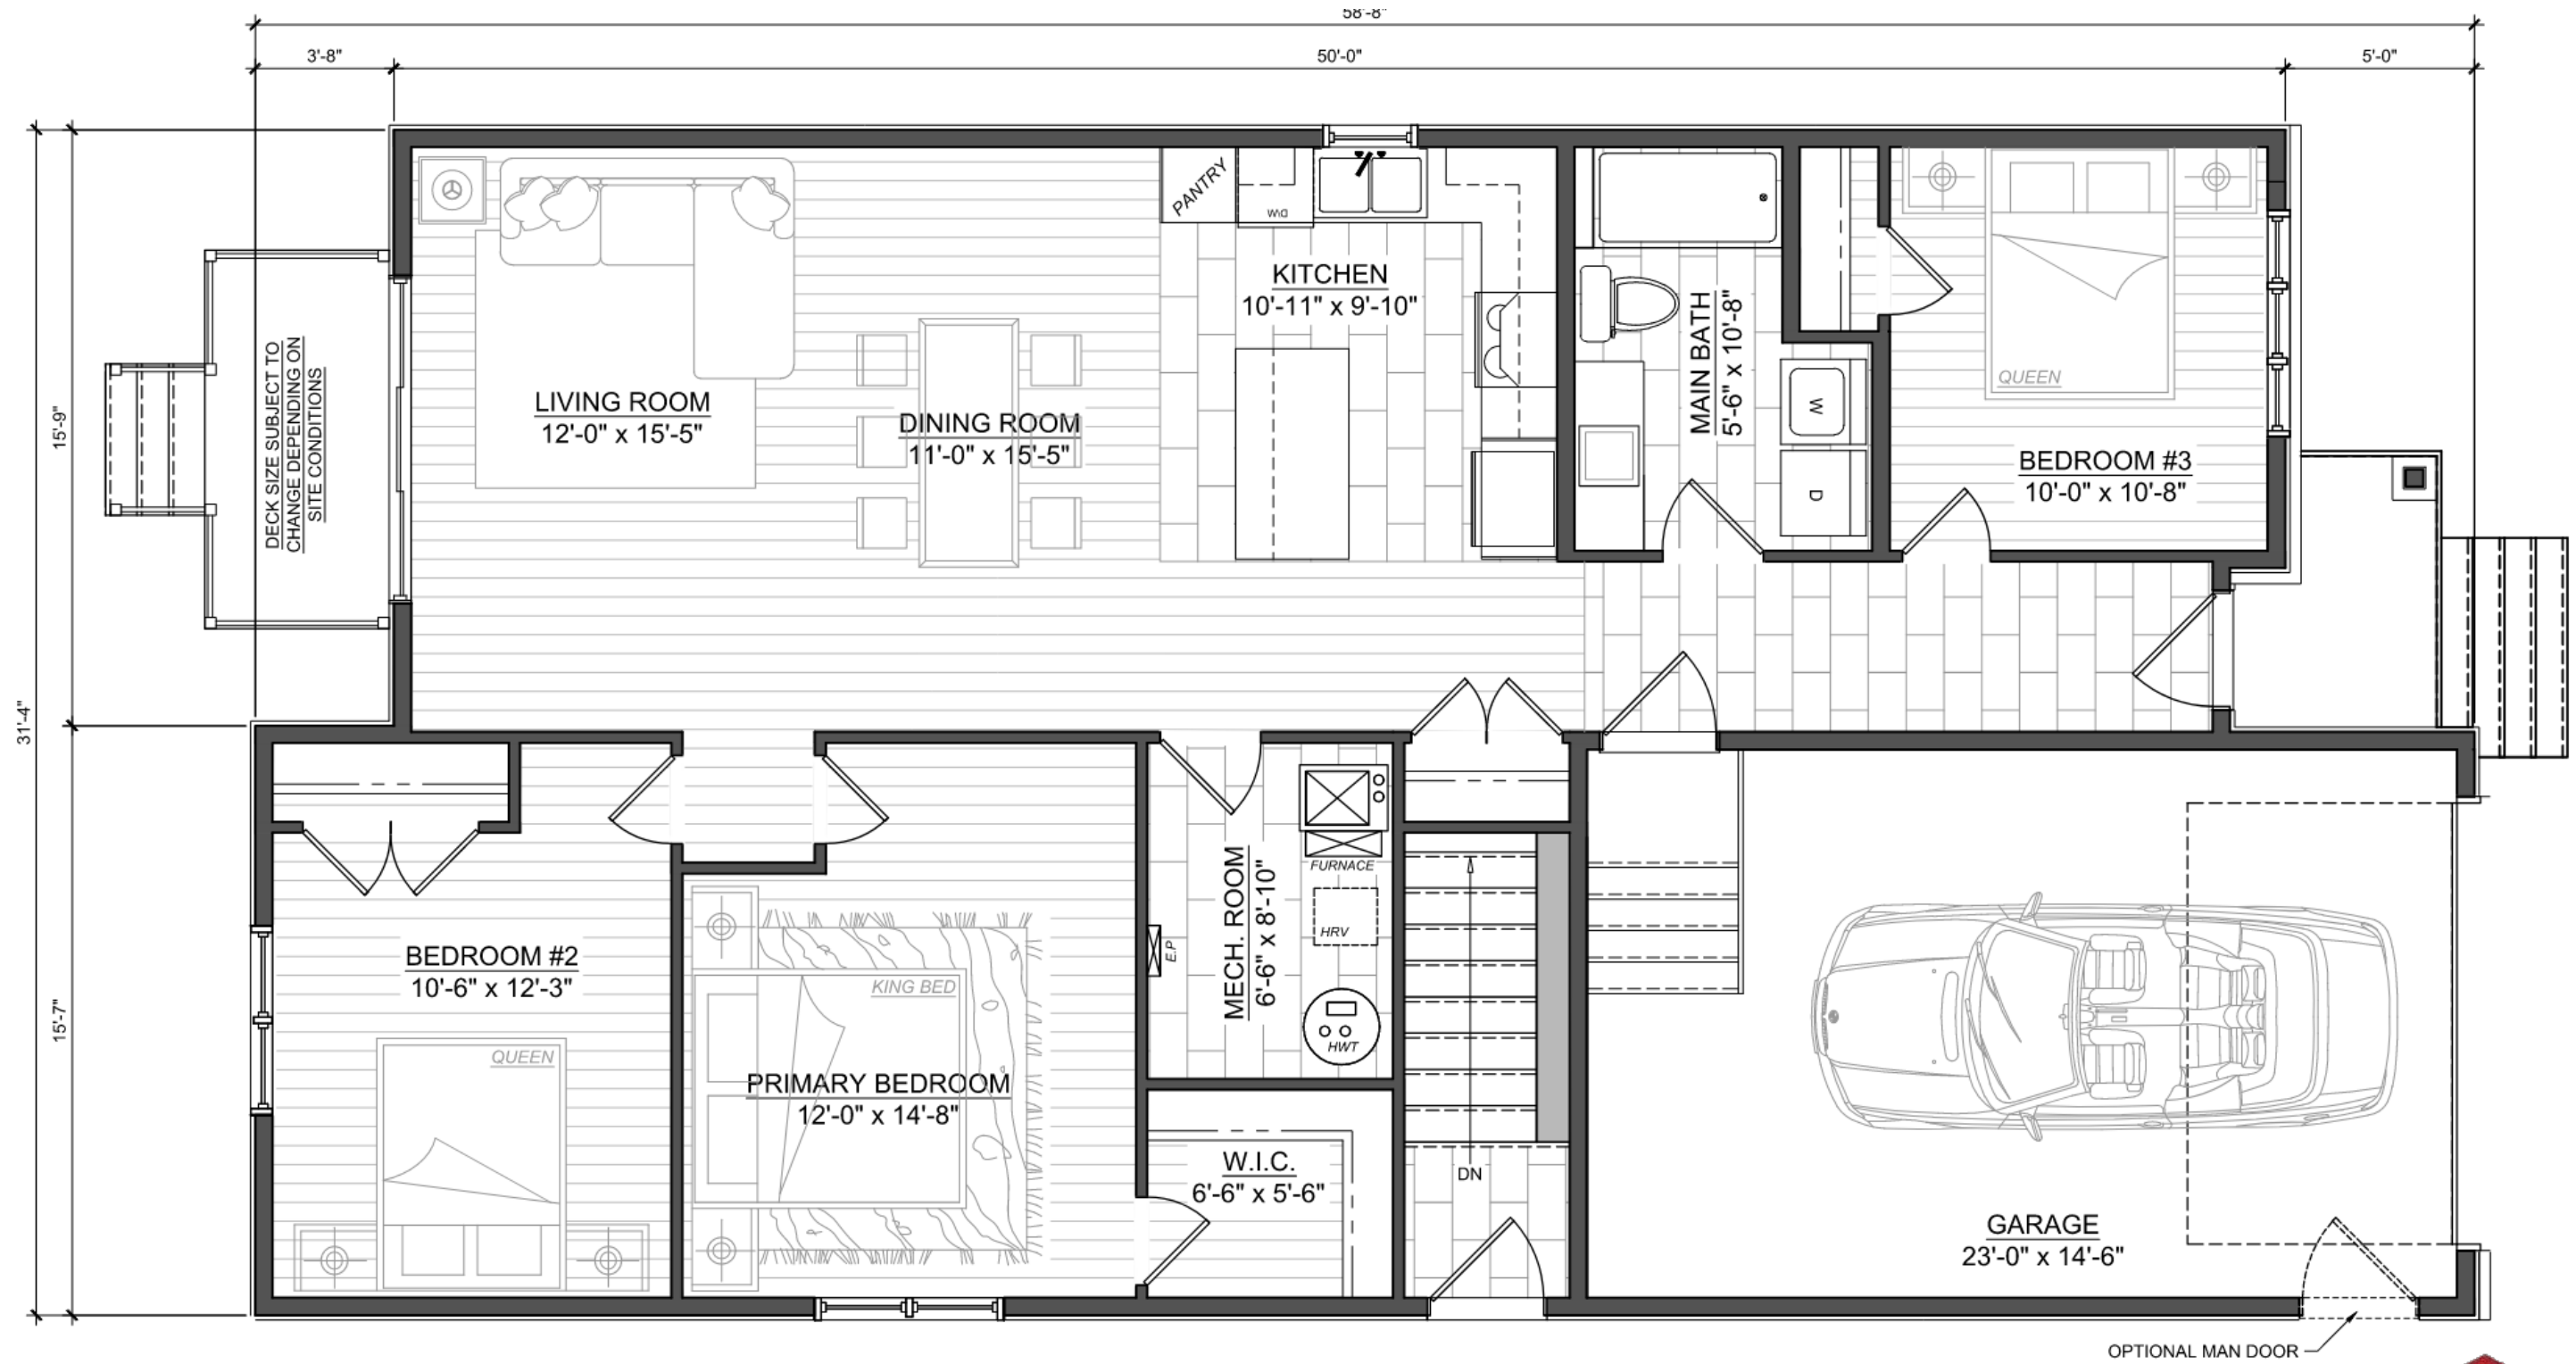 58'-8"
3'-8"
50'-0"
5'-0"
31'-4"
15'-9"
15'-7"
DECK SIZE SUBJECT TO
CHANGE DEPENDING ON
SITE CONDITIONS
LIVING ROOM
12'-0" x 15'-5"
DINING ROOM
11'-0" x 15'-5"
PANTRY
D\W
KITCHEN
10'-11" x 9'-10"
MAIN BATH
5'-6" x 10'-8"
W
D
QUEEN
BEDROOM #3
10'-0" x 10'-8"
BEDROOM #2
10'-6" x 12'-3"
QUEEN
KING BED
PRIMARY BEDROOM
12'-0" x 14'-8"
E.P
MECH. ROOM
6'-6" x 8'-10"
FURNACE
HRV
HWT
W.I.C.
6'-6" x 5'-6"
DN
GARAGE
23'-0" x 14'-6"
OPTIONAL MAN DOOR